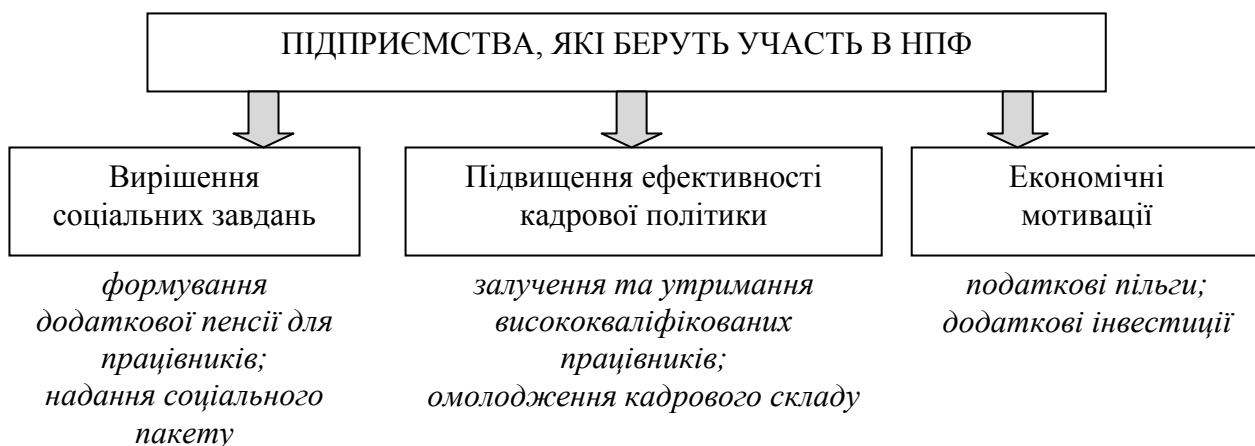 ПІДПРИЄМСТВА, ЯКІ БЕРУТЬ УЧАСТЬ В НПФ
Вирішення
соціальних завдань
формування
додаткової пенсії для
працівників;
надання соціального
пакету
Підвищення ефективності
кадрової політики
залучення та утримання
висококваліфікованих
працівників;
омолодження кадрового складу
Економічні
мотивації
податкові пільги;
додаткові інвестиції